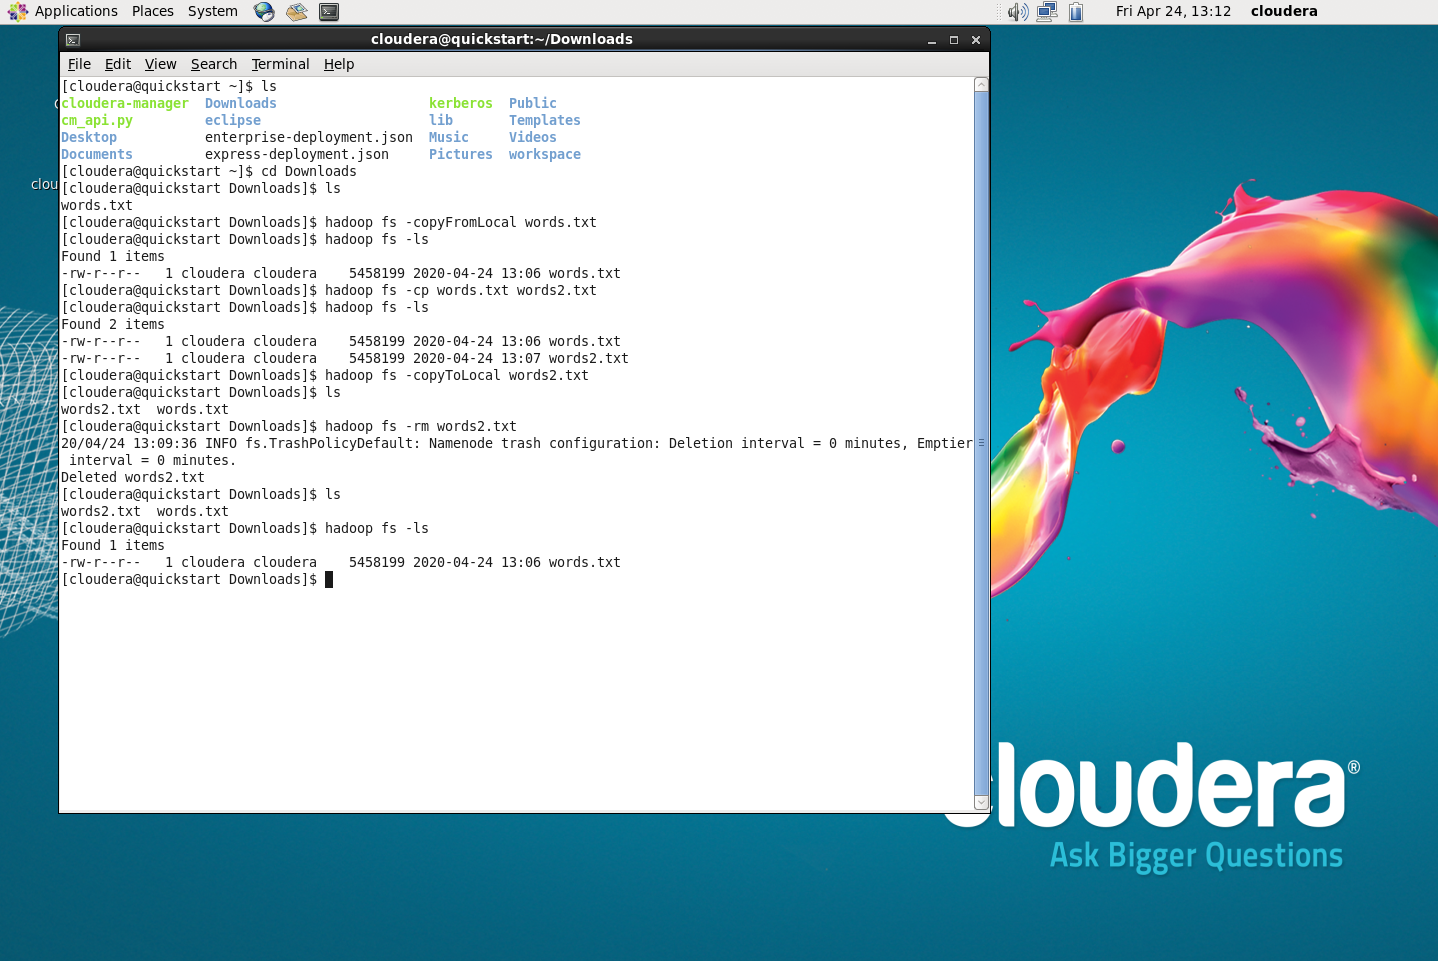 Applications Places System Fri Apr 24, 13:12 cloudera
cloudera@quickstart:~/Downloads
File Edit View Search Terminal Help
[cloudera@quickstart ~]$ ls
cloudera-manager  Downloads                   kerberos  Public
cm_api.py         eclipse                     lib       Templates
Desktop           enterprise-deployment.json  Music     Videos
Documents         express-deployment.json     Pictures  workspace
[cloudera@quickstart ~]$ cd Downloads
clou
[cloudera@quickstart Downloads]$ ls
words.txt
[cloudera@quickstart Downloads]$ hadoop fs -copyFromLocal words.txt
[cloudera@quickstart Downloads]$ hadoop fs -ls
Found 1 items
-rw-r--r--   1 cloudera cloudera    5458199 2020-04-24 13:06 words.txt
[cloudera@quickstart Downloads]$ hadoop fs -cp words.txt words2.txt
[cloudera@quickstart Downloads]$ hadoop fs -ls
Found 2 items
-rw-r--r--   1 cloudera cloudera    5458199 2020-04-24 13:06 words.txt
-rw-r--r--   1 cloudera cloudera    5458199 2020-04-24 13:07 words2.txt
[cloudera@quickstart Downloads]$ hadoop fs -copyToLocal words2.txt
[cloudera@quickstart Downloads]$ ls
words2.txt  words.txt
[cloudera@quickstart Downloads]$ hadoop fs -rm words2.txt
20/04/24 13:09:36 INFO fs.TrashPolicyDefault: Namenode trash configuration: Deletion interval = 0 minutes, Emptier
 interval = 0 minutes.
Deleted words2.txt
[cloudera@quickstart Downloads]$ ls
words2.txt  words.txt
[cloudera@quickstart Downloads]$ hadoop fs -ls
Found 1 items
-rw-r--r--   1 cloudera cloudera    5458199 2020-04-24 13:06 words.txt
[cloudera@quickstart Downloads]$
cloudera®
Ask Bigger Questions